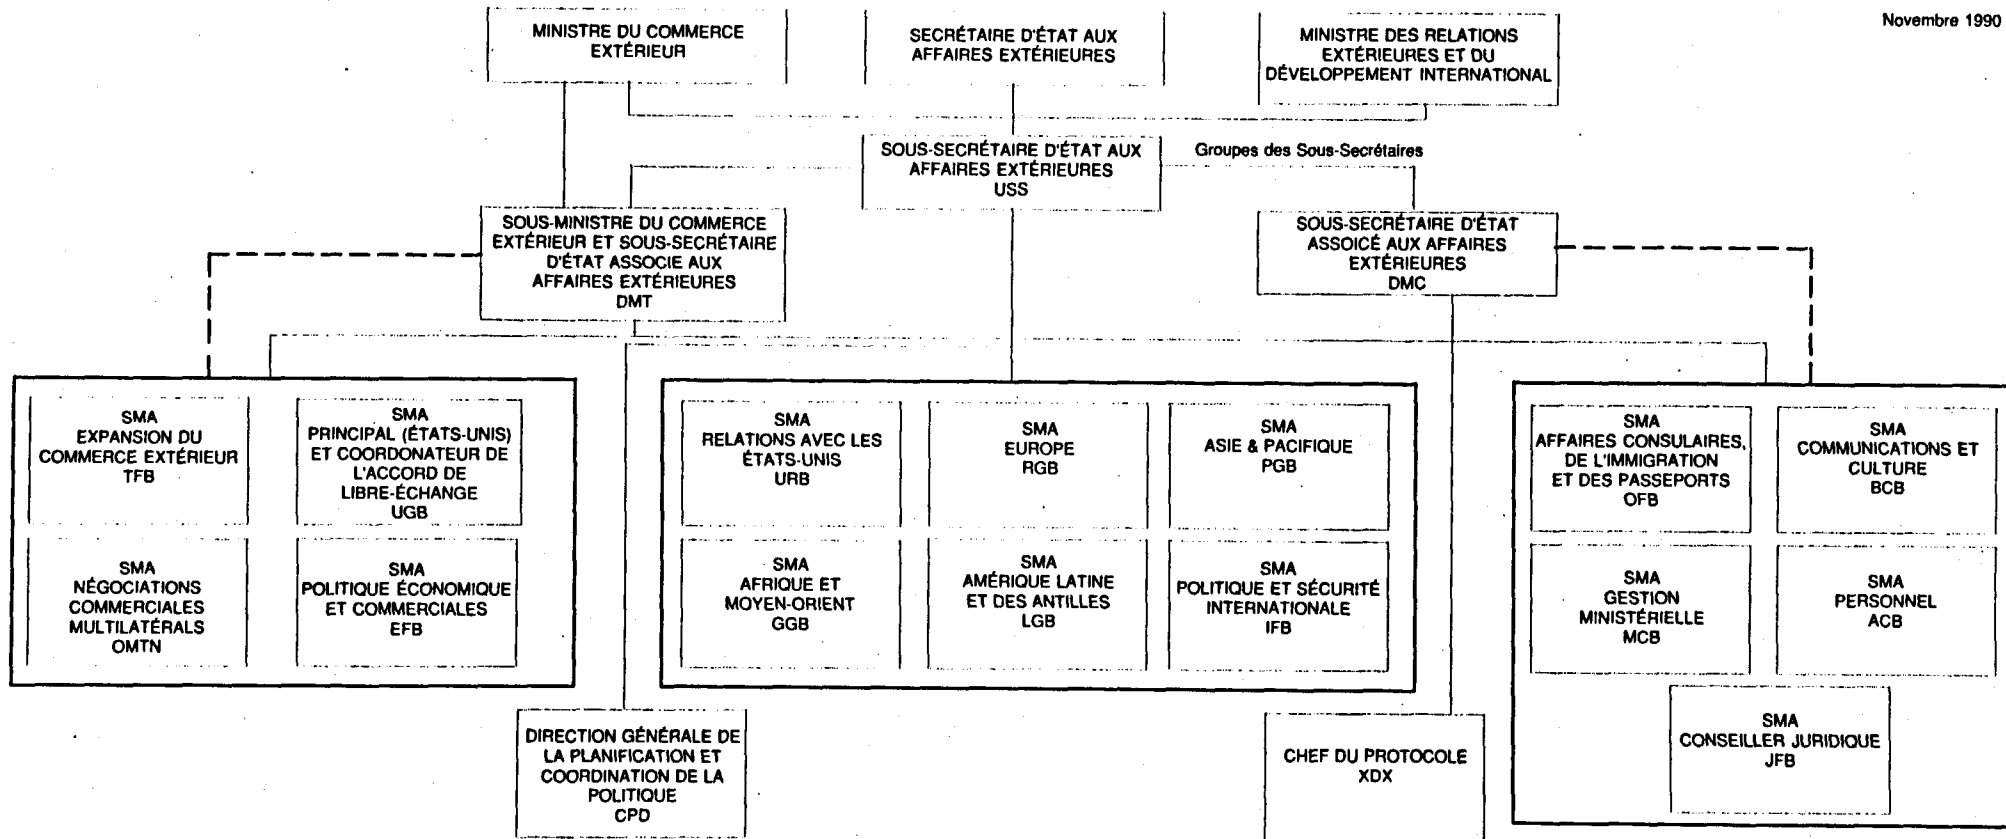 Novembre 1990
MINISTRE DU COMMERCE
EXTÉRIEUR
SECRÉTAIRE D'ÉTAT AUX
AFFAIRES EXTÉRIEURES
MINISTRE DES RELATIONS
EXTÉRIEURES ET DU
DÉVELOPPEMENT INTERNATIONAL
SOUS-SECRÉTAIRE D'ÉTAT AUX
AFFAIRES EXTÉRIEURES
USS
Groupes des Sous-Secrétaires
SOUS-MINISTRE DU COMMERCE
EXTÉRIEUR ET SOUS-SECRÉTAIRE
D'ÉTAT ASSOCIE AUX
AFFAIRES EXTÉRIEURES
DMT
SOUS-SECRÉTAIRE D'ÉTAT
ASSOICÉ AUX AFFAIRES
EXTÉRIEURES
DMC
SMA
EXPANSION DU
COMMERCE EXTÉRIEUR
TFB
SMA
PRINCIPAL (ÉTATS-UNIS)
ET COORDONATEUR DE
L'ACCORD DE
LIBRE-ÉCHANGE
UGB
SMA
NÉGOCIATIONS
COMMERCIALES
MULTILATÉRALS
OMTN
SMA
POLITIQUE ÉCONOMIQUE
ET COMMERCIALES
EFB
SMA
RELATIONS AVEC LES
ÉTATS-UNIS
URB
SMA
EUROPE
RGB
SMA
ASIE & PACIFIQUE
PGB
SMA
AFRIQUE ET
MOYEN-ORIENT
GGB
SMA
AMÉRIQUE LATINE
ET DES ANTILLES
LGB
SMA
POLITIQUE ET SÉCURITÉ
INTERNATIONALE
IFB
SMA
AFFAIRES CONSULAIRES,
DE L'IMMIGRATION
ET DES PASSEPORTS
OFB
SMA
COMMUNICATIONS ET
CULTURE
BCB
SMA
GESTION
MINISTÉRIELLE
MCB
SMA
PERSONNEL
ACB
SMA
CONSEILLER JURIDIQUE
JFB
DIRECTION GÉNÉRALE DE
LA PLANIFICATION ET
COORDINATION DE LA
POLITIQUE
CPD
CHEF DU PROTOCOLE
XDX